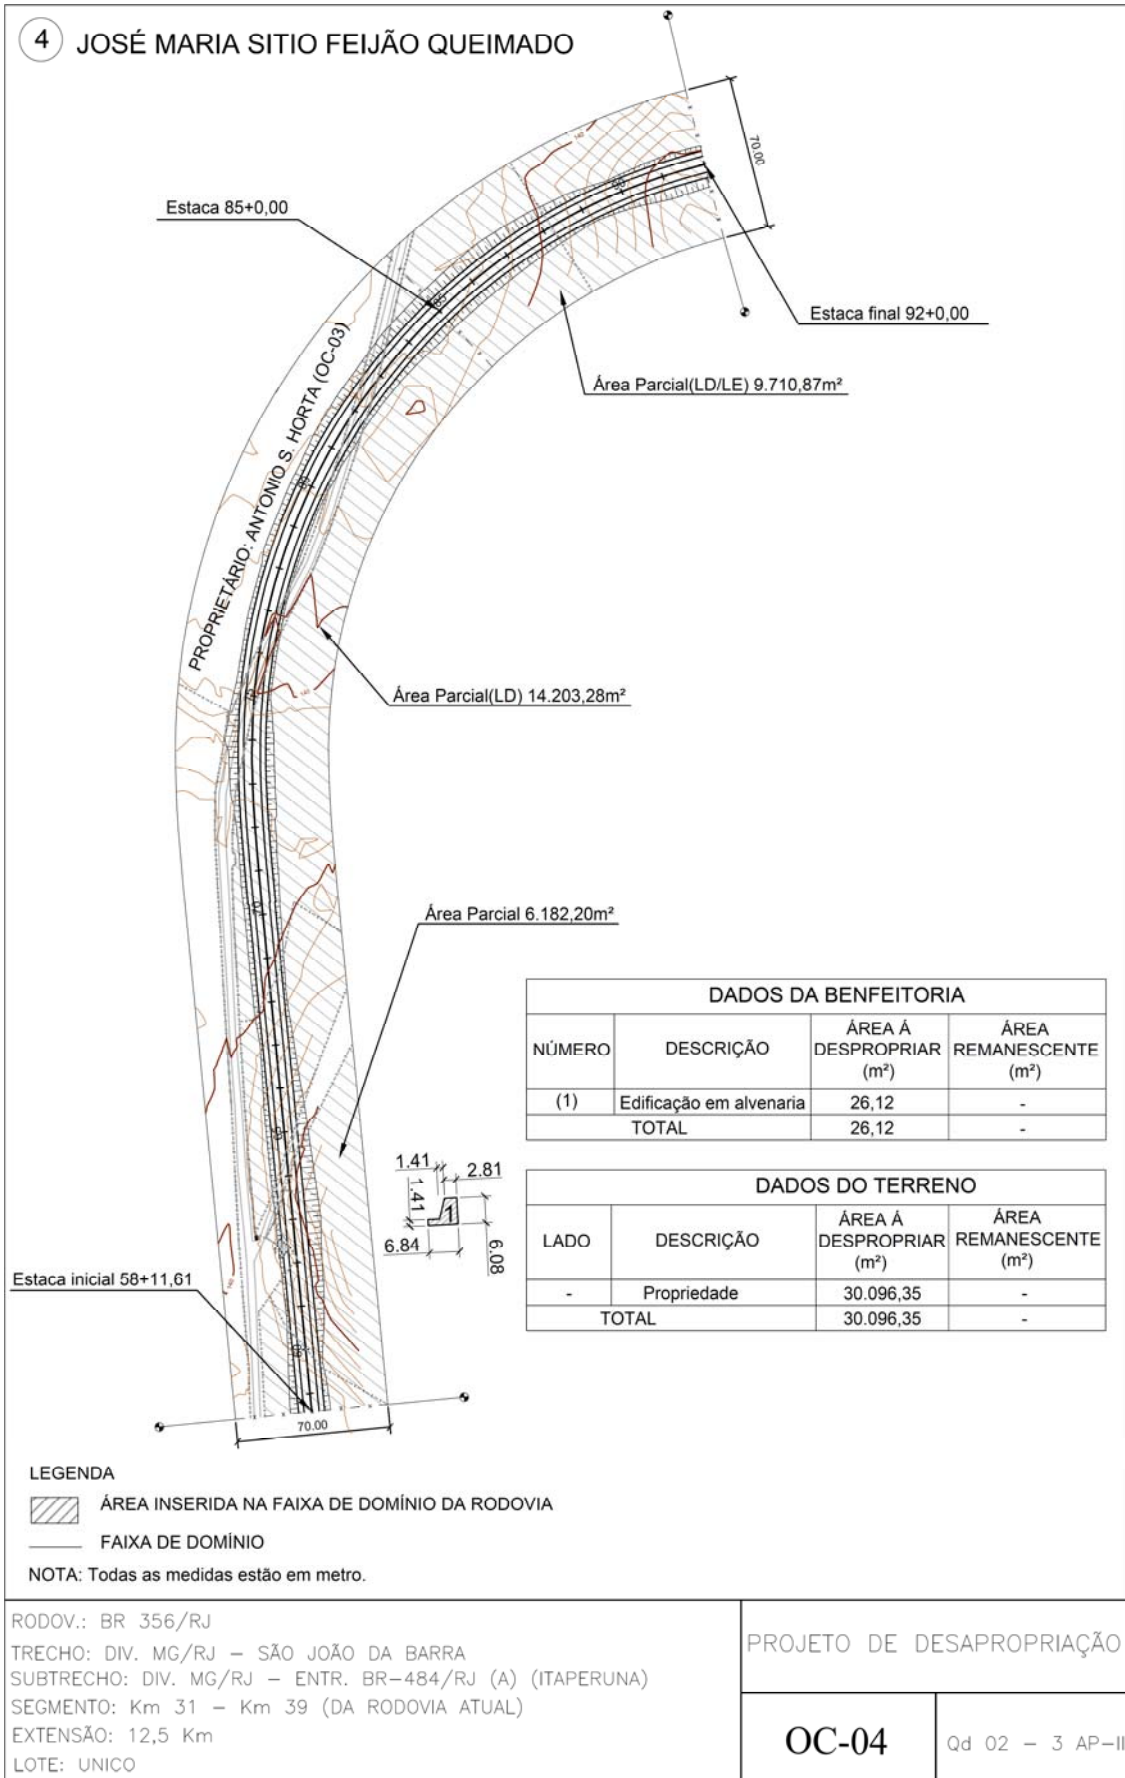 4 JOSÉ MARIA SITIO FEIJÃO QUEIMADO
70.00
140
Estaca 85+0,00
Estaca final 92+0,00
Área Parcial(LD/LE) 9.710,87m²
PROPRIETÁRIO: ANTONIO S. HORTA (OC-03)
Área Parcial(LD) 14.203,28m²
140
Área Parcial 6.182,20m²
DADOS DA BENFEITORIA
NÚMERO DESCRIÇÃO ÁREA Á DESPROPRIAR (m²) ÁREA REMANESCENTE (m²)
(1) Edificação em alvenaria 26,12 -
TOTAL 26,12 -
1.41 2.81
1.41
1
6.84 6.08
DADOS DO TERRENO
LADO DESCRIÇÃO ÁREA Á DESPROPRIAR (m²) ÁREA REMANESCENTE (m²)
- Propriedade 30.096,35 -
TOTAL 30.096,35 -
Estaca inicial 58+11,61
140
70.00
LEGENDA
ÁREA INSERIDA NA FAIXA DE DOMÍNIO DA RODOVIA
FAIXA DE DOMÍNIO
NOTA: Todas as medidas estão em metro.
RODOV.: BR 356/RJ
TRECHO: DIV. MG/RJ – SÃO JOÃO DA BARRA
SUBTRECHO: DIV. MG/RJ – ENTR. BR-484/RJ (A) (ITAPERUNA)
SEGMENTO: Km 31 – Km 39 (DA RODOVIA ATUAL)
EXTENSÃO: 12,5 Km
LOTE: UNICO
PROJETO DE DESAPROPRIAÇÃO
OC-04
Qd 02 – 3 AP-II